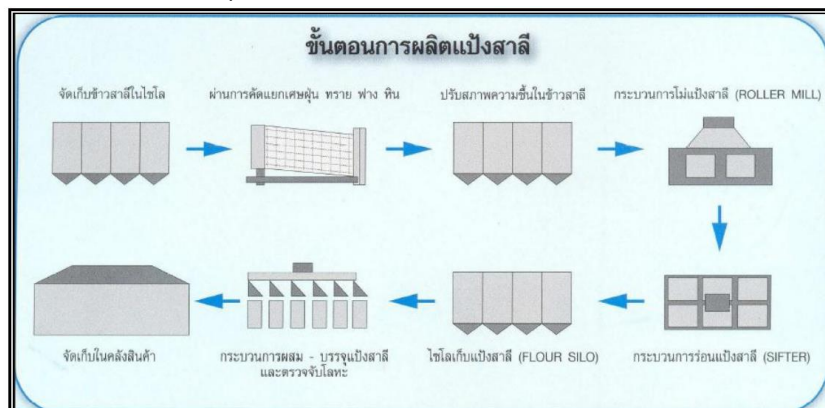 ขั้นตอนการผลิตแป้งสาลี
จัดเก็บข้าวสาลีในไซโล
ผ่านการคัดแยกเศษฝุ่น ทราย ฟาง หิน
ปรับสภาพความชื้นในข้าวสาลี
กระบวนการโม่แป้งสาลี (ROLLER MILL)
จัดเก็บในคลังสินค้า
กระบวนการผสม - บรรจุแป้งสาลี
และตรวจจับโลหะ
ไซโลเก็บแป้งสาลี (FLOUR SILO)
กระบวนการร่อนแป้งสาลี (SIFTER)